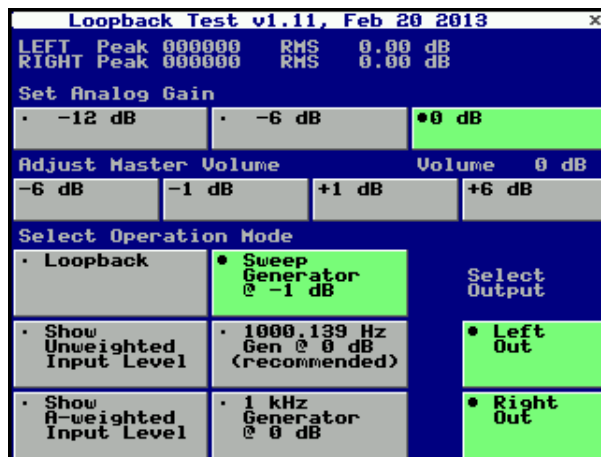 Loopback Test v1.11, Feb 20 2013 x
LEFT Peak 000000 RMS 0.00 dB
RIGHT Peak 000000 RMS 0.00 dB
Set Analog Gain
· -12 dB
· -6 dB
●0 dB
Adjust Master Volume Volume 0 dB
-6 dB
-1 dB
+1 dB
+6 dB
Select Operation Mode
· Loopback
● Sweep
Generator
@ -1 dB
Select
Output
· Show
Unweighted
Input Level
· 1000.139 Hz
Gen @ 0 dB
(recommended)
● Left
Out
· Show
A-weighted
Input Level
· 1 kHz
Generator
@ 0 dB
● Right
Out